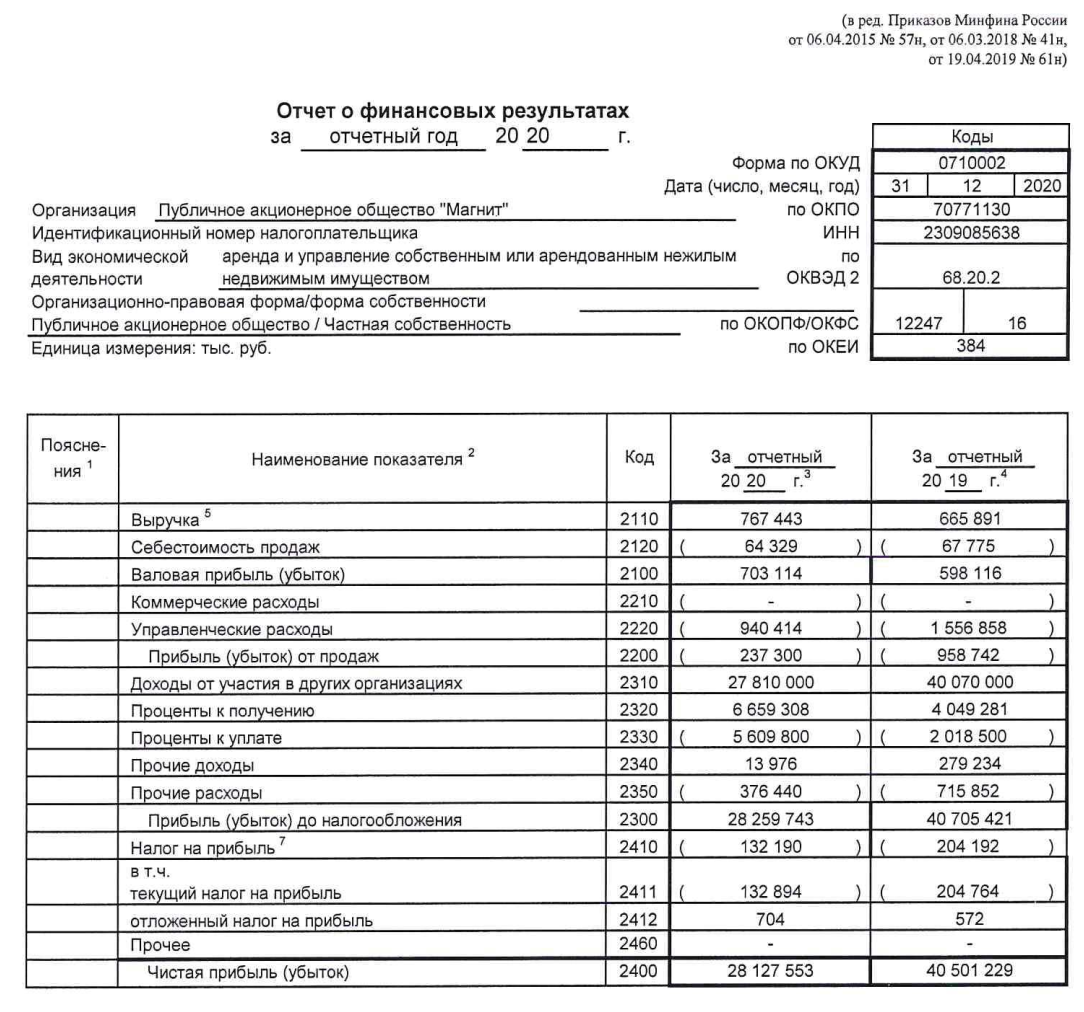 (в ред. Приказов Минфина России
от 06.04.2015 № 57н, от 06.03.2018 № 41н,
от 19.04.2019 № 61н)
Отчет о финансовых результатах
за отчетный год 20 20 г.
Коды
Форма по ОКУД 0710002
Дата (число, месяц, год) 31 12 2020
Организация Публичное акционерное общество "Магнит" по ОКПО 70771130
Идентификационный номер налогоплательщика ИНН 2309085638
Вид экономической аренда и управление собственным или арендованным нежилым по
деятельности недвижимым имуществом ОКВЭД 2 68.20.2
Организационно-правовая форма/форма собственности
Публичное акционерное общество / Частная собственность по ОКОПФ/ОКФС 12247 16
Единица измерения: тыс. руб. по ОКЕИ 384
Поясне-
ния 1 Наименование показателя 2 Код За отчетный За отчетный
20 20 г.3 20 19 г.4
Выручка 5 2110 767 443 665 891
Себестоимость продаж 2120 ( 64 329 ) ( 67 775 )
Валовая прибыль (убыток) 2100 703 114 598 116
Коммерческие расходы 2210 ( - ) ( - )
Управленческие расходы 2220 ( 940 414 ) ( 1 556 858 )
Прибыль (убыток) от продаж 2200 ( 237 300 ) ( 958 742 )
Доходы от участия в других организациях 2310 27 810 000 40 070 000
Проценты к получению 2320 6 659 308 4 049 281
Проценты к уплате 2330 ( 5 609 800 ) ( 2 018 500 )
Прочие доходы 2340 13 976 279 234
Прочие расходы 2350 ( 376 440 ) ( 715 852 )
Прибыль (убыток) до налогообложения 2300 28 259 743 40 705 421
Налог на прибыль 7 2410 ( 132 190 ) ( 204 192 )
в т.ч.
текущий налог на прибыль 2411 ( 132 894 ) ( 204 764 )
отложенный налог на прибыль 2412 704 572
Прочее 2460 - -
Чистая прибыль (убыток) 2400 28 127 553 40 501 229